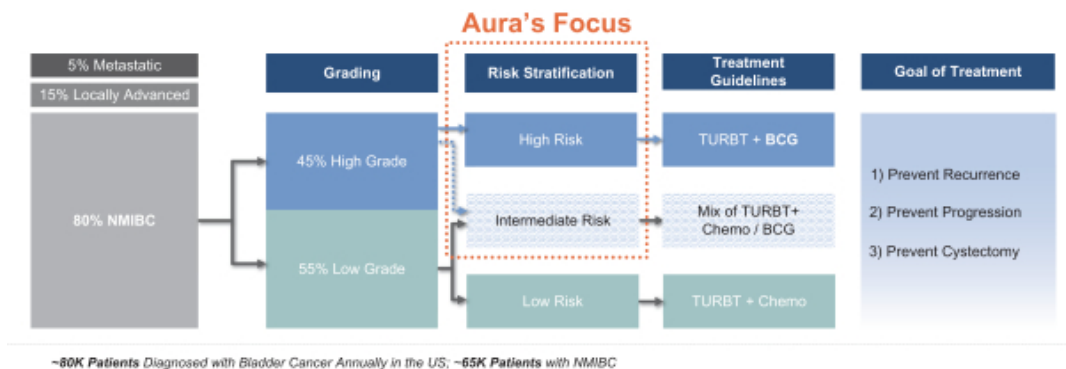 Aura's Focus
5% Metastatic
15% Locally Advanced
80% NMIBC
Grading
45% High Grade
55% Low Grade
Risk Stratification
High Risk
Intermediate Risk
Low Risk
Treatment
Guidelines
TURBT + BCG
Mix of TURBT+
Chemo / BCG
TURBT + Chemo
Goal of Treatment
1) Prevent Recurrence
2) Prevent Progression
3) Prevent Cystectomy
~80K Patients Diagnosed with Bladder Cancer Annually in the US; ~65K Patients with NMIBC